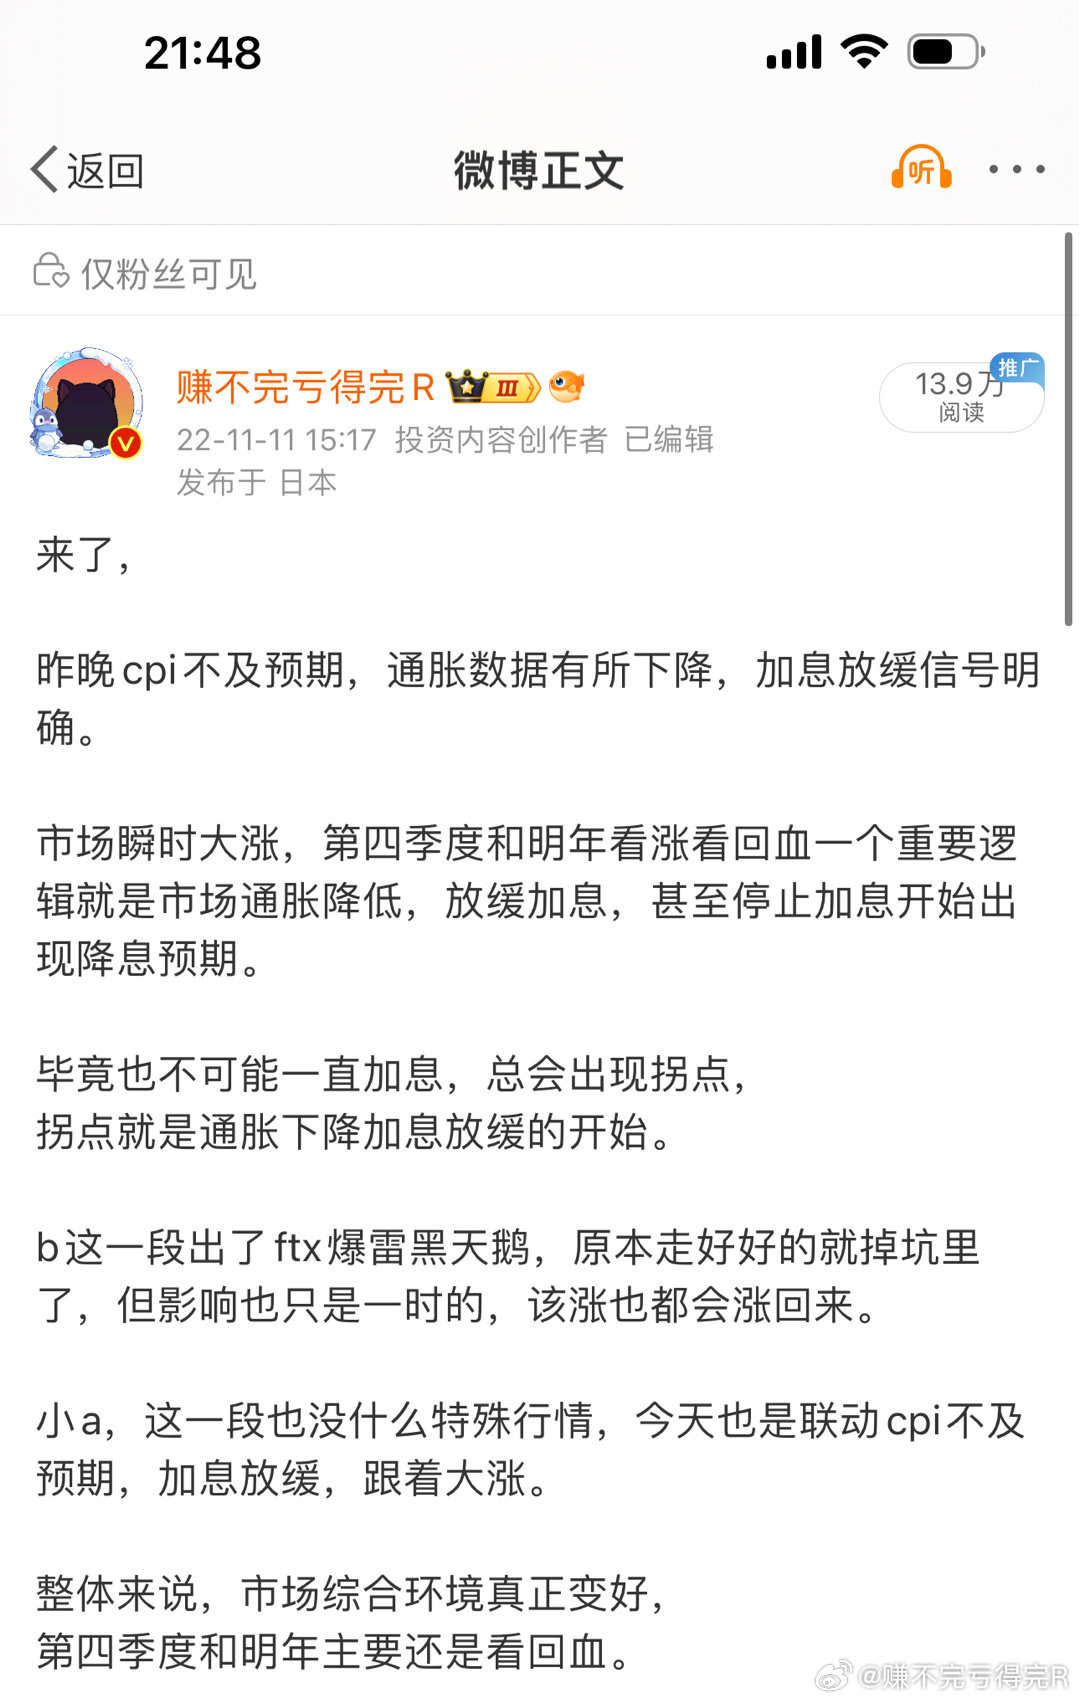 21:48
返回
微博正文
听
仅粉丝可见
赚不完亏得完R
III
推广
13.9万
阅读
22-11-11 15:17 投资内容创作者 已编辑
发布于 日本
来了，
昨晚cpi不及预期，通胀数据有所下降，加息放缓信号明
确。
市场瞬时大涨，第四季度和明年看涨看回血一个重要逻
辑就是市场通胀降低，放缓加息，甚至停止加息开始出
现降息预期。
毕竟也不可能一直加息，总会出现拐点，
拐点就是通胀下降加息放缓的开始。
b这一段出了ftx爆雷黑天鹅，原本走好好的就掉坑里
了，但影响也只是一时的，该涨也都会涨回来。
小a，这一段也没什么特殊行情，今天也是联动cpi不及
预期，加息放缓，跟着大涨。
整体来说，市场综合环境真正变好，
第四季度和明年主要还是看回血。
@赚不完亏得完R